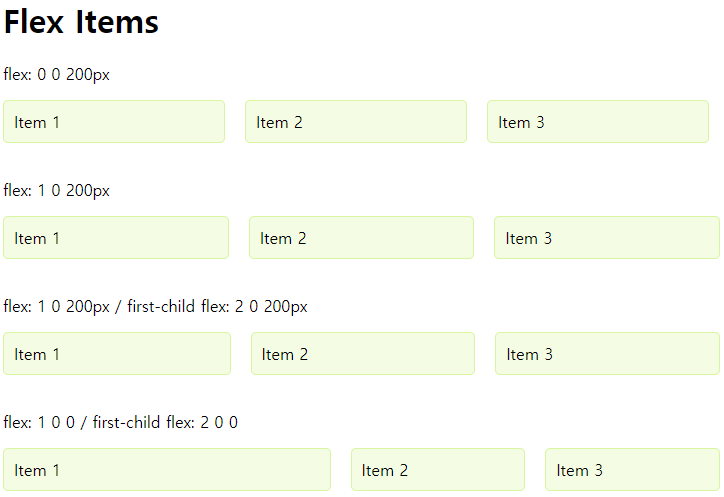 Flex Items
flex: 0 0 200px
Item 1 Item 2 Item 3
flex: 1 0 200px
Item 1 Item 2 Item 3
flex: 1 0 200px / first-child flex: 2 0 200px
Item 1 Item 2 Item 3
flex: 1 0 0 / first-child flex: 2 0 0
Item 1 Item 2 Item 3